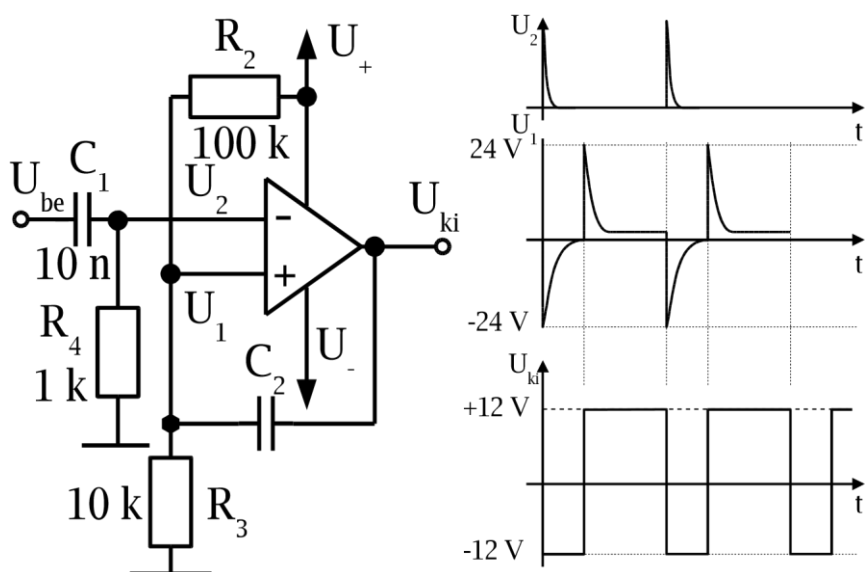 R2
U+
100 k
C1
Ube
U2
-
Uki
10 n
+
U1
R4
1 k
C2
U-
10 k
R3
U2
t
U1
24 V
t
-24 V
Uki
+12 V
t
-12 V